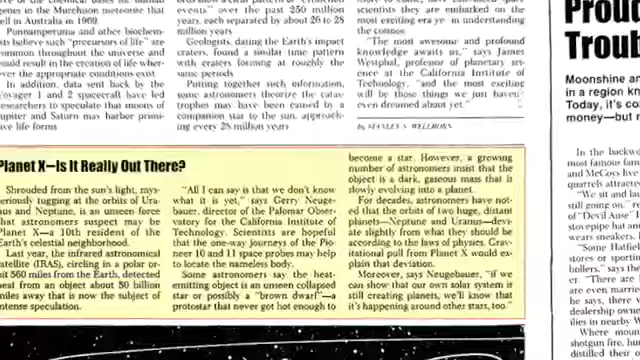 ell in Australia in 1969.
Ponnamperuma and other biochem-
ists believe such "precursors of life" are
common throughout the universe and
could result in the creation of life wher-
ever the appropriate conditions exist
In addition, data sent back by the
Voyager 1 and 2 spacecraft have led
researchers to speculate that moons of
Jupiter and Saturn may harbor primi-
tive life forms
events" over the past 250 million
years, each separated by about 26 to 28
million years
Geologists, dating the Earth's impact
craters, found a similar time pattern
with craters forming at roughly the
same periods
Putting together such information,
some astronomers theorize the catas-
trophes may have been caused by a
companion star to the sun, approach-
ing every 28 million years
scientists they are embarked on the
most exciting era yet in understanding
the cosmos
"The most awesome and profound
knowledge awaits us," says James
Westphal, professor of planetary sci-
ence at the California Institute of
Technology, "and the most exciting
will be those things we just haven't
even dreamed about yet."
by STANLEY N. WELLBORN
Planet X—Is It Really Out There?
Shrouded from the sun's light, mys-
eriously tugging at the orbits of Ura-
nus and Neptune, is an unseen force
that astronomers suspect may be
Planet X—a 10th resident of the
Earth's celestial neighborhood.
Last year, the infrared astronomical
satellite (IRAS), circling in a polar or-
bit 560 miles from the Earth, detected
heat from an object about 50 billion
miles away that is now the subject of
intense speculation.
"All I can say is that we don't know
what it is yet," says Gerry Neuge-
bauer, director of the Palomar Obser-
vatory for the California Institute of
Technology. Scientists are hopeful
that the one-way journeys of the Pio-
neer 10 and 11 space probes may help
to locate the nameless body.
Some astronomers say the heat-
emitting object is an unseen collapsed
star or possibly a "brown dwarf"—a
protostar that never got hot enough to
become a star. However, a growing
number of astronomers insist that the
object is a dark, gaseous mass that is
slowly evolving into a planet.
For decades, astronomers have not-
ed that the orbits of two huge, distant
planets—Neptune and Uranus—devi-
ate slightly from what they should be
according to the laws of physics. Grav-
itational pull from Planet X would ex-
plain that deviation.
Moreover, says Neugebauer, "if we
can show that our own solar system is
still creating planets, we'll know that
it's happening around other stars, too."
Proud
Troub
Moonshine an
in a region kn
Today, it's co
money—but n
In the backwo
most famous fam
and McCoys live
quarrels attracte
"We sit and lau
still going on," re
of "Devil Anse"
stovepipe hat an
wears sneakers.
"Some Hatfiel
stores or sportin
hollers," says th
er. "There are
are even marrie
he says, there w
dealership owne
ilies in nearby W
Where moun
shotgun fire, hu
distilled their o